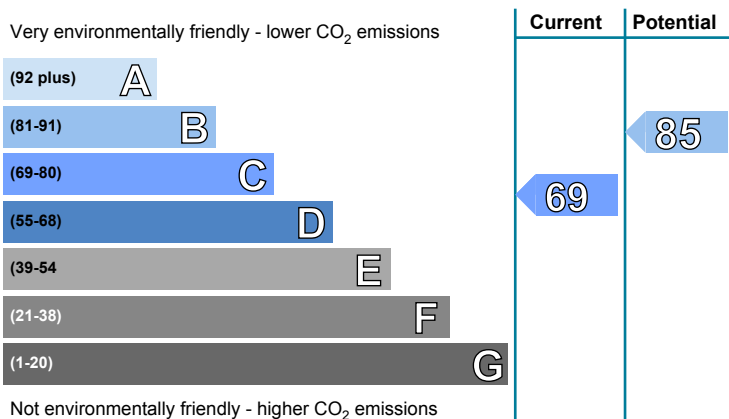 Very environmentally friendly - lower CO2 emissions
Current
Potential
(92 plus) A
(81-91) B
85
(69-80) C
69
(55-68) D
(39-54 E
(21-38) F
(1-20) G
Not environmentally friendly - higher CO2 emissions